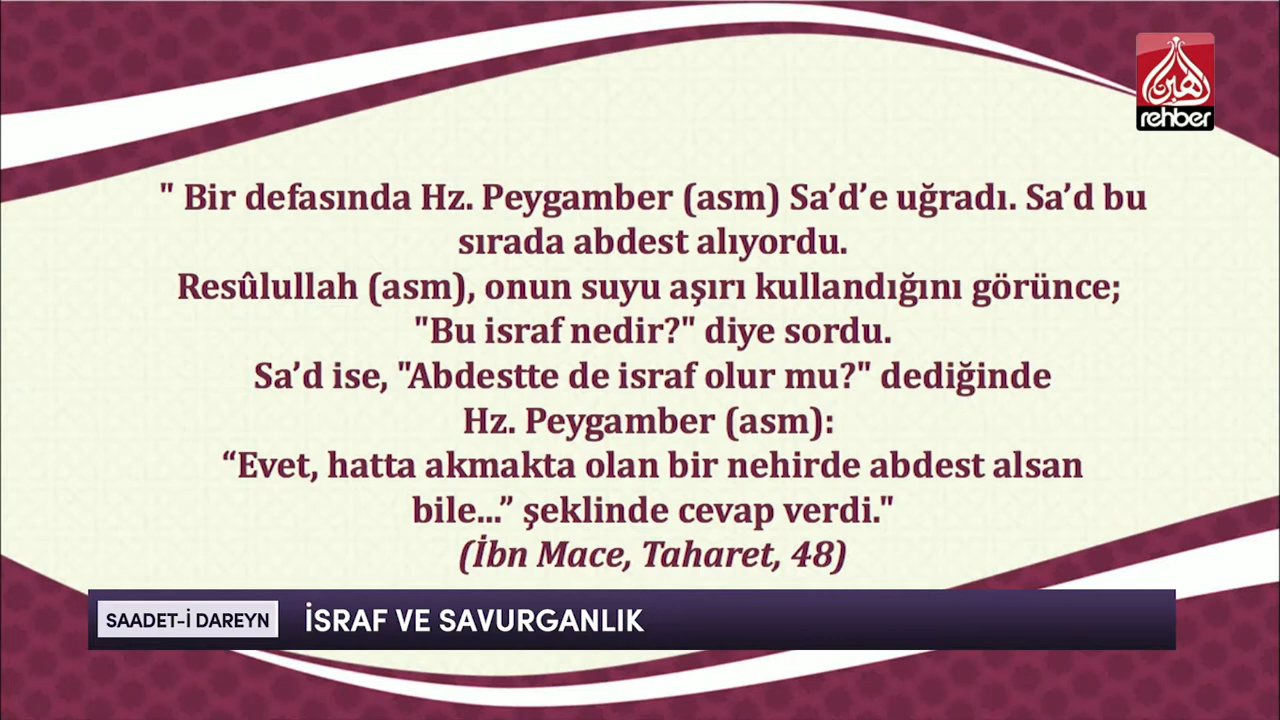 رهبر
rehber
" Bir defasında Hz. Peygamber (asm) Sa’d’e uğradı. Sa’d bu
sırada abdest alıyordu.
Resûlullah (asm), onun suyu aşırı kullandığını görünce;
"Bu israf nedir?" diye sordu.
Sa’d ise, "Abdestte de israf olur mu?" dediğinde
Hz. Peygamber (asm):
“Evet, hatta akmakta olan bir nehirde abdest alsan
bile...” şeklinde cevap verdi."
(İbn Mace, Taharet, 48)
SAADET-İ DAREYN
İSRAF VE SAVURGANLIK